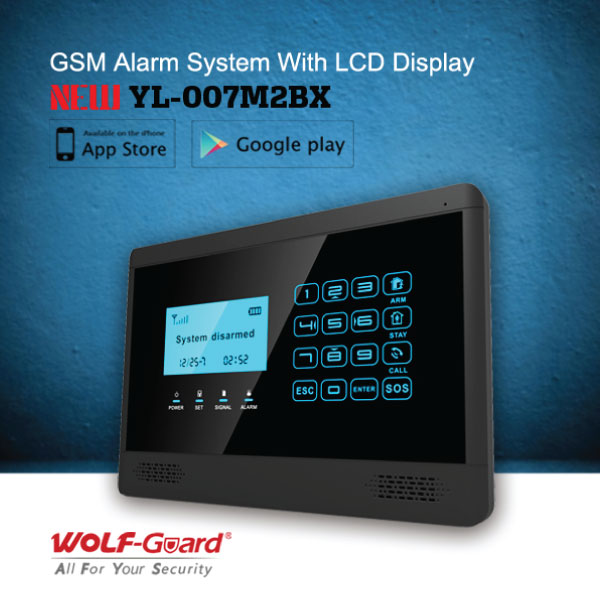 GSM Alarm System With LCD Display
NEW YL-007M2BX
Available on the iPhone
App Store
Google play
System disarmed
12/25-7 02:52
POWER SET SIGNAL ALARM
1 2 3
ARM
4 5 6
STAY
7 8 9
CALL
ESC 0 ENTER SOS
WOLF-Guard®
All For Your Security